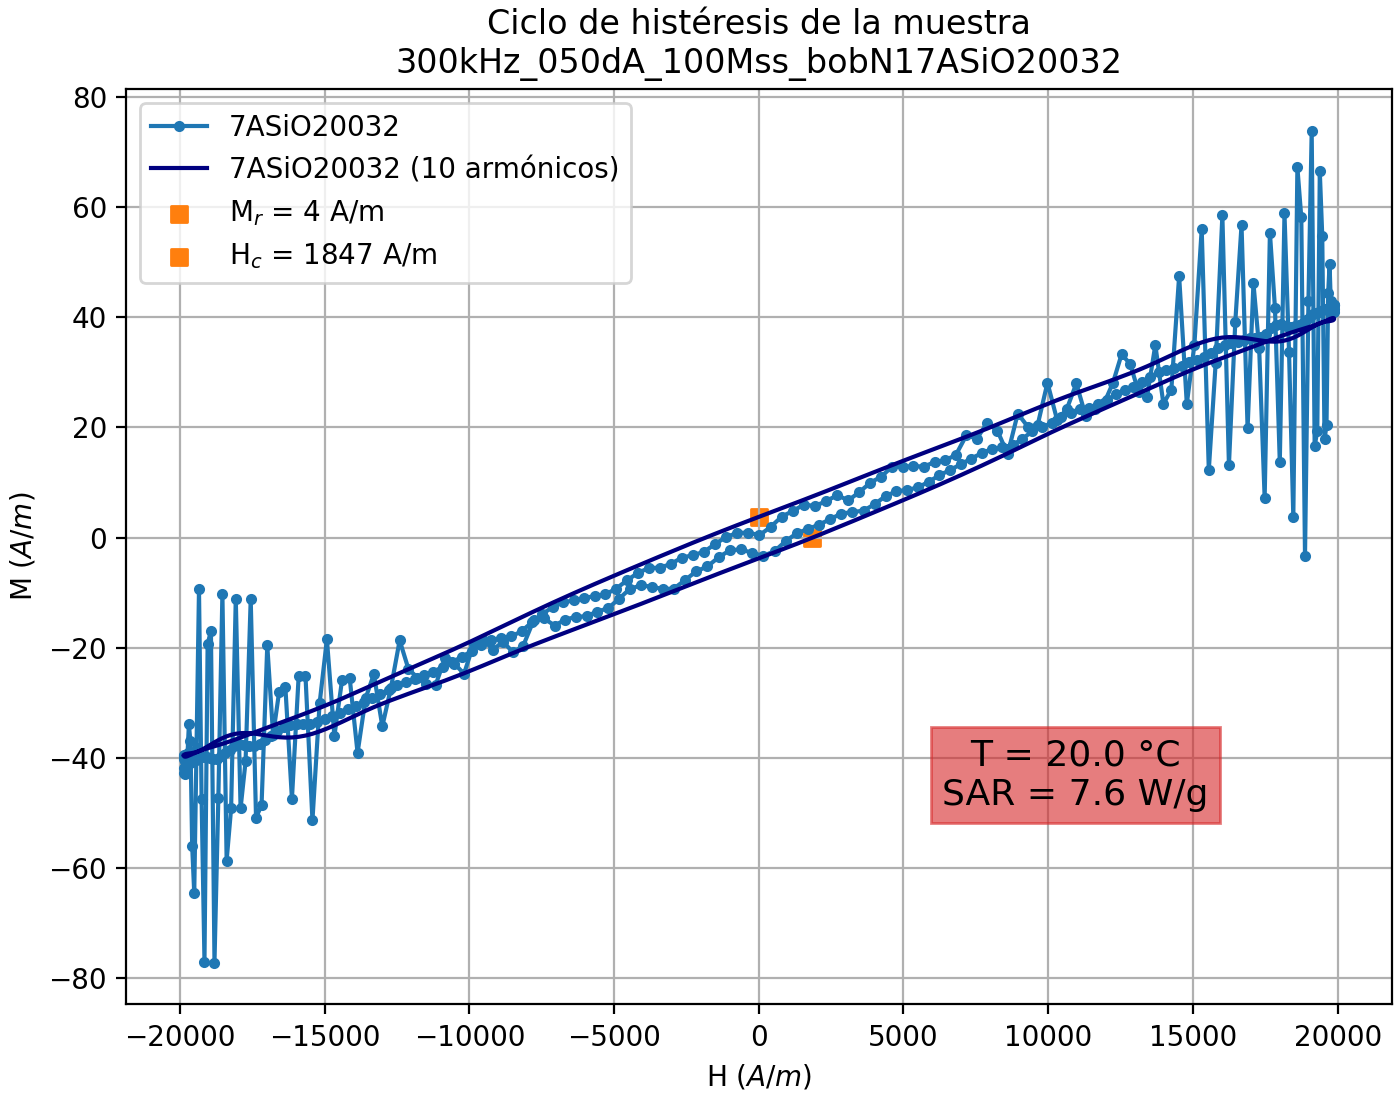 Ciclo de histéresis de la muestra
300kHz_050dA_100Mss_bobN17ASiO20032
7ASiO20032
7ASiO20032 (10 armónicos)
Mr = 4 A/m
Hc = 1847 A/m
80
60
40
20
0
−20
−40
−60
−80
M (A/m)
T = 20.0 °C
SAR = 7.6 W/g
−20000 −15000 −10000 −5000 0 5000 10000 15000 20000
H (A/m)